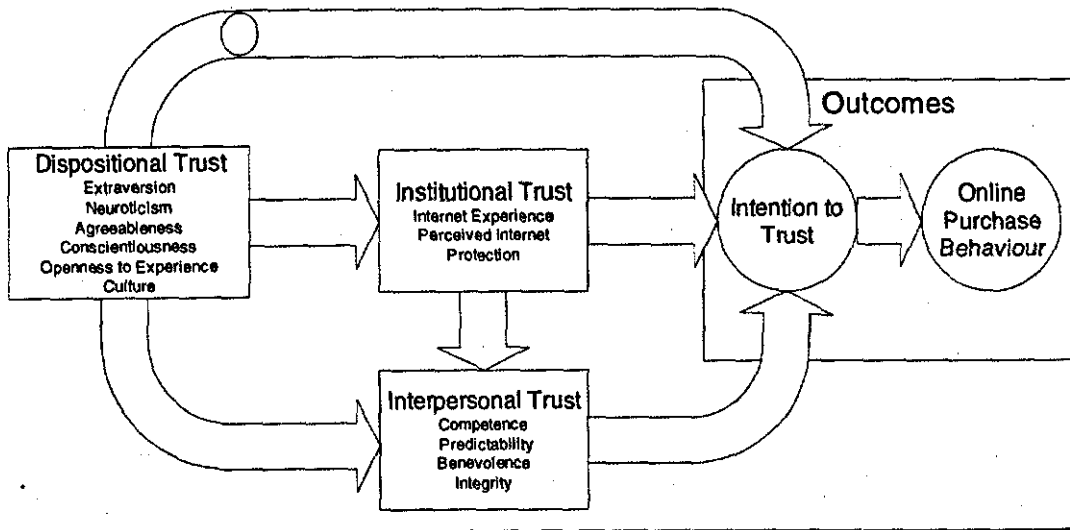 Outcomes
Dispositional Trust
Extraversion
Neuroticism
Agreeableness
Conscientiousness
Openness to Experience
Culture
Institutional Trust
Internet Experience
Perceived Internet
Protection
Intention to
Trust
Online
Purchase
Behaviour
Interpersonal Trust
Competence
Predictability
Benevolence
Integrity